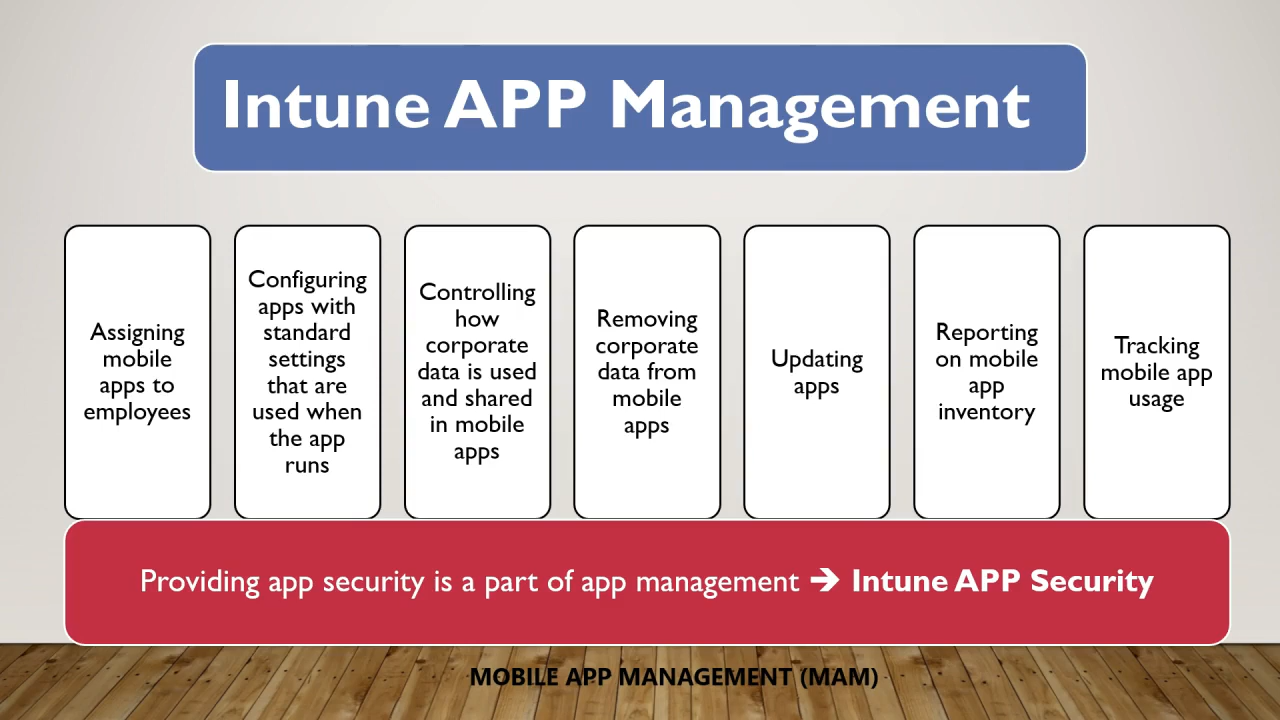 Intune APP Management
Assigning
mobile
apps to
employees
Configuring
apps with
standard
settings
that are
used when
the app
runs
Controlling
how
corporate
data is used
and shared
in mobile
apps
Removing
corporate
data from
mobile
apps
Updating
apps
Reporting
on mobile
app
inventory
Tracking
mobile app
usage
Providing app security is a part of app management ➔ Intune APP Security
MOBILE APP MANAGEMENT (MAM)